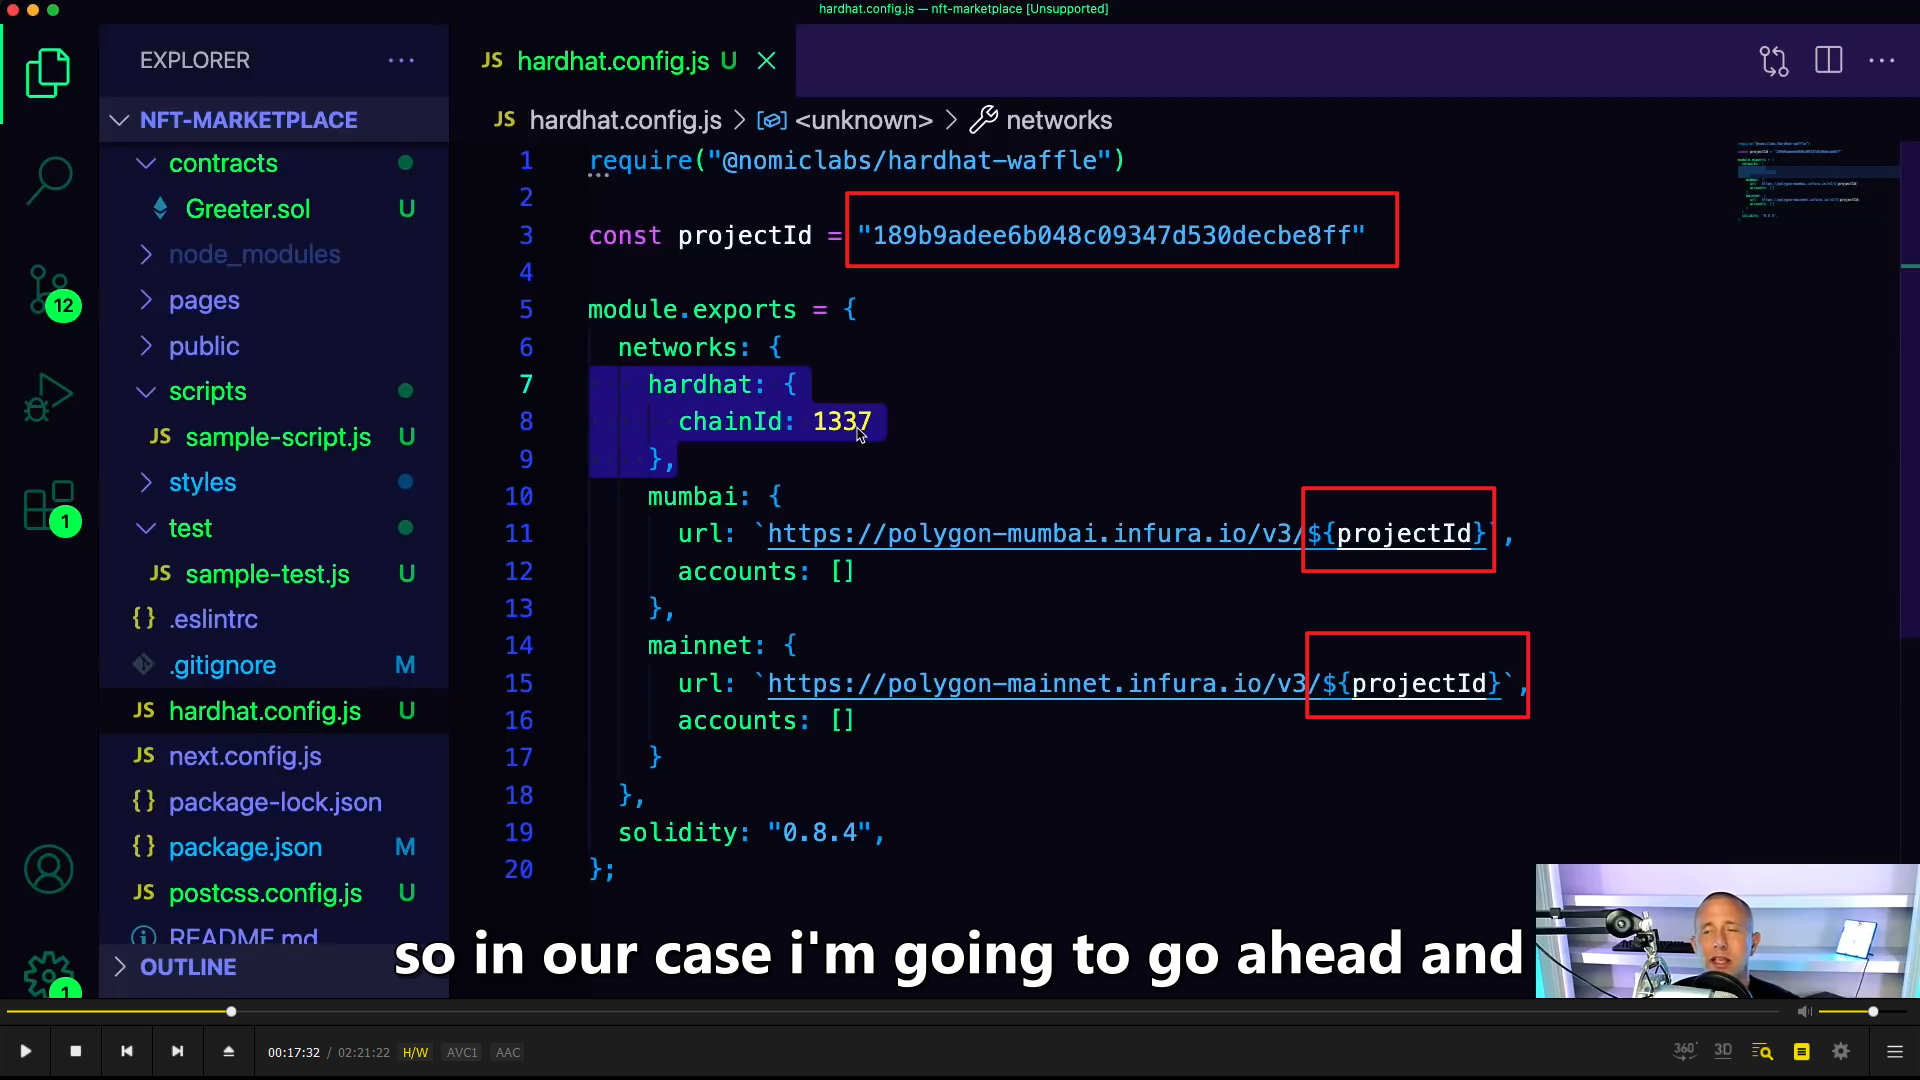 hardhat.config.js — nft-marketplace [Unsupported]
EXPLORER
NFT-MARKETPLACE
contracts
Greeter.sol U
node_modules
pages
public
scripts
JS sample-script.js U
styles
test
JS sample-test.js U
{} .eslintrc
.gitignore M
JS hardhat.config.js U
JS next.config.js
{} package-lock.json
{} package.json M
JS postcss.config.js U
README.md
OUTLINE
12
1
1
JS hardhat.config.js U
JS hardhat.config.js > <unknown> > networks
1 require("@nomiclabs/hardhat-waffle")
2
3 const projectId = "189b9adee6b048c09347d530decbe8ff"
4
5 module.exports = {
6 networks: {
7 hardhat: {
8 chainId: 1337
9 },
10 mumbai: {
11 url: `https://polygon-mumbai.infura.io/v3/${projectId}`,
12 accounts: []
13 },
14 mainnet: {
15 url: `https://polygon-mainnet.infura.io/v3/${projectId}`,
16 accounts: []
17 }
18 },
19 solidity: "0.8.4",
20 };
so in our case i'm going to go ahead and
00:17:32 / 02:21:22 H/W AVC1 AAC
360° 3D